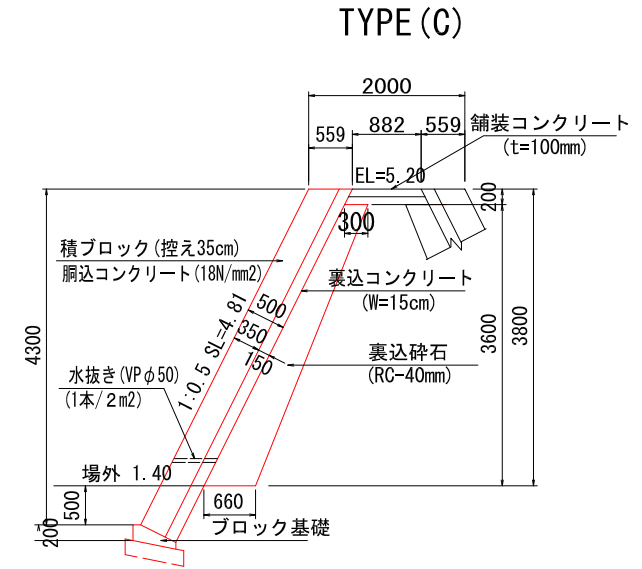 TYPE(C)
2000
559
882
559
舗装コンクリート
(t=100mm)
EL=5.20
200
300
積ブロック(控え35cm)
胴込コンクリート(18N/mm2)
裏込コンクリート
(W=15cm)
500
350
150
1:0.5 SL=4.81
4300
3600
3800
裏込砕石
(RC-40mm)
水抜き(VPφ50)
(1本/2m2)
場外 1.40
500
660
200
ブロック基礎